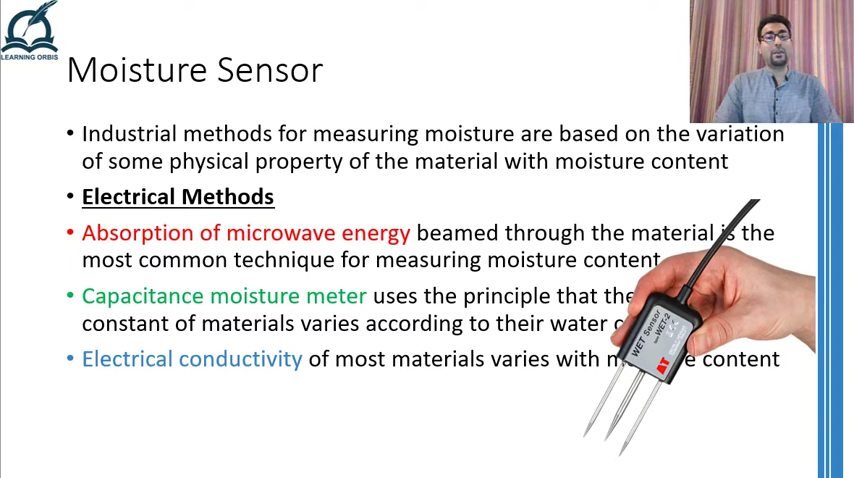 LEARNING ORBIS
Moisture Sensor
• Industrial methods for measuring moisture are based on the variation
of some physical property of the material with moisture content
• Electrical Methods
• Absorption of microwave energy beamed through the material is the
most common technique for measuring moisture content
• Capacitance moisture meter uses the principle that the
constant of materials varies according to their water
• Electrical conductivity of most materials varies with content
WET Sensor
type WET-2